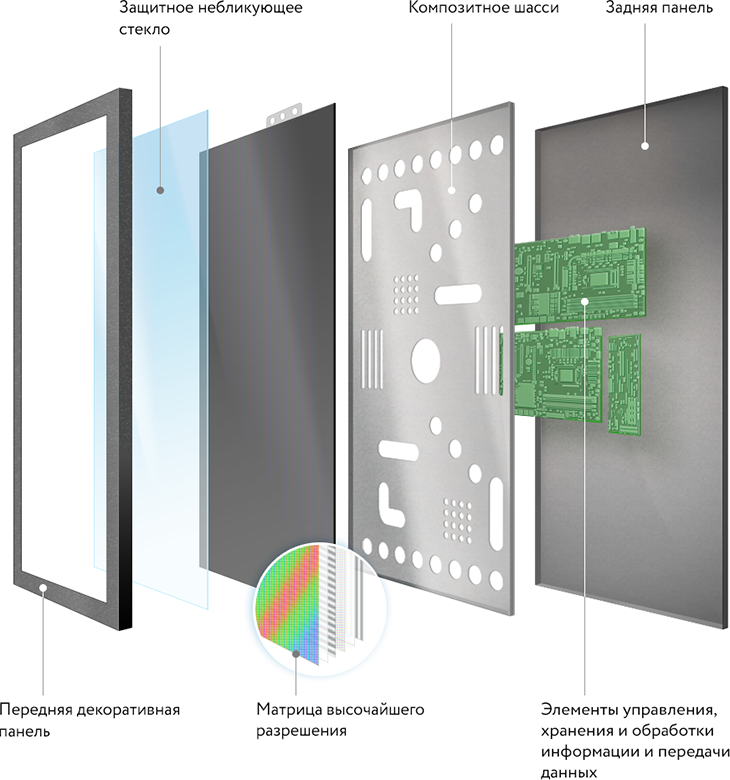 Защитное небликующее
стекло
Композитное шасси
Задняя панель
Передняя декоративная
панель
Матрица высочайшего
разрешения
Элементы управления,
хранения и обработки
информации и передачи
данных